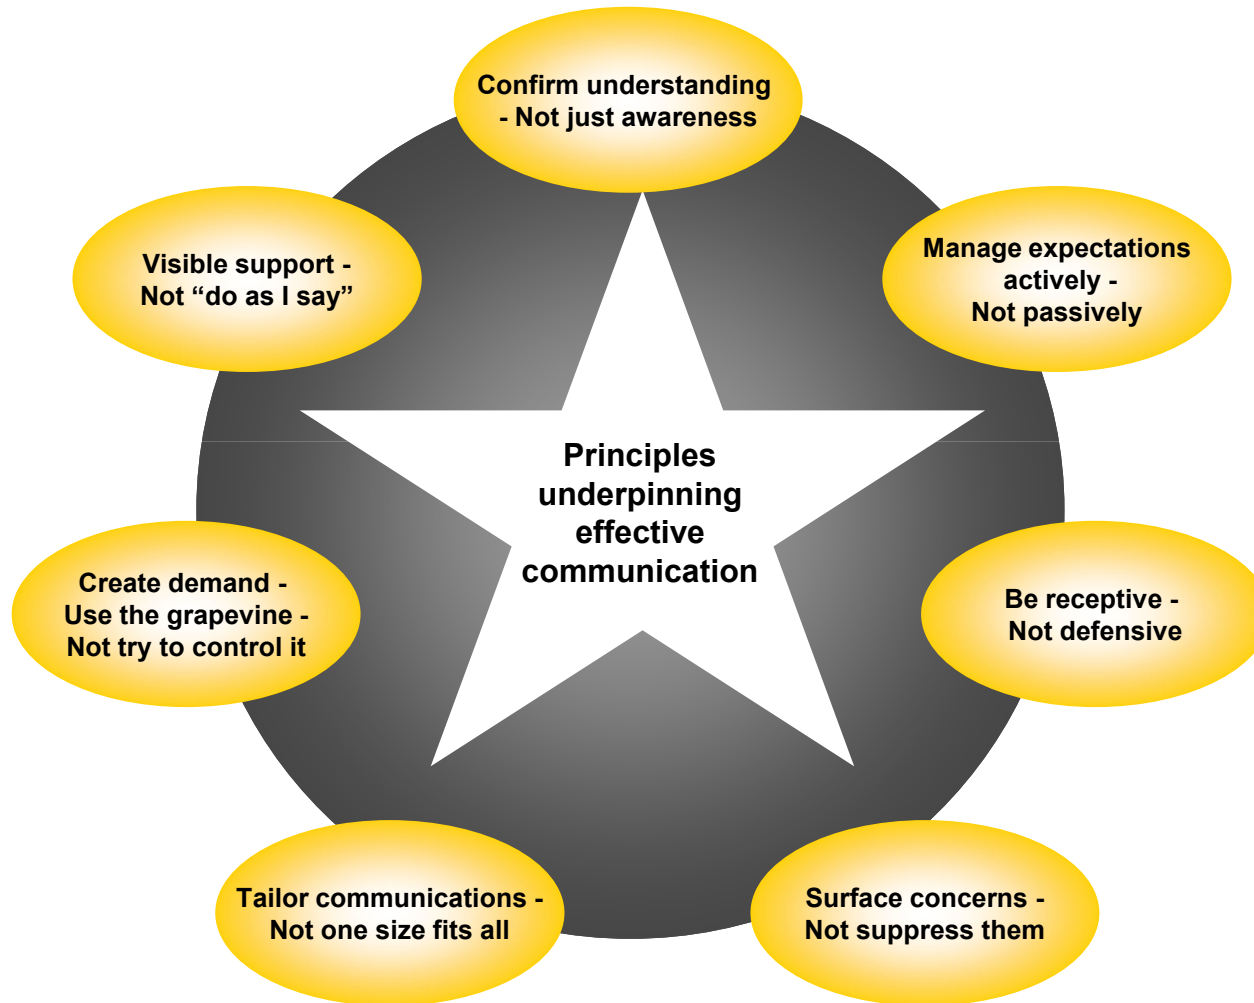 Confirm understanding
- Not just awareness
Visible support -
Not “do as I say”
Manage expectations
actively -
Not passively
Principles
underpinning
effective
communication
Create demand -
Use the grapevine -
Not try to control it
Be receptive -
Not defensive
Tailor communications -
Not one size fits all
Surface concerns -
Not suppress them